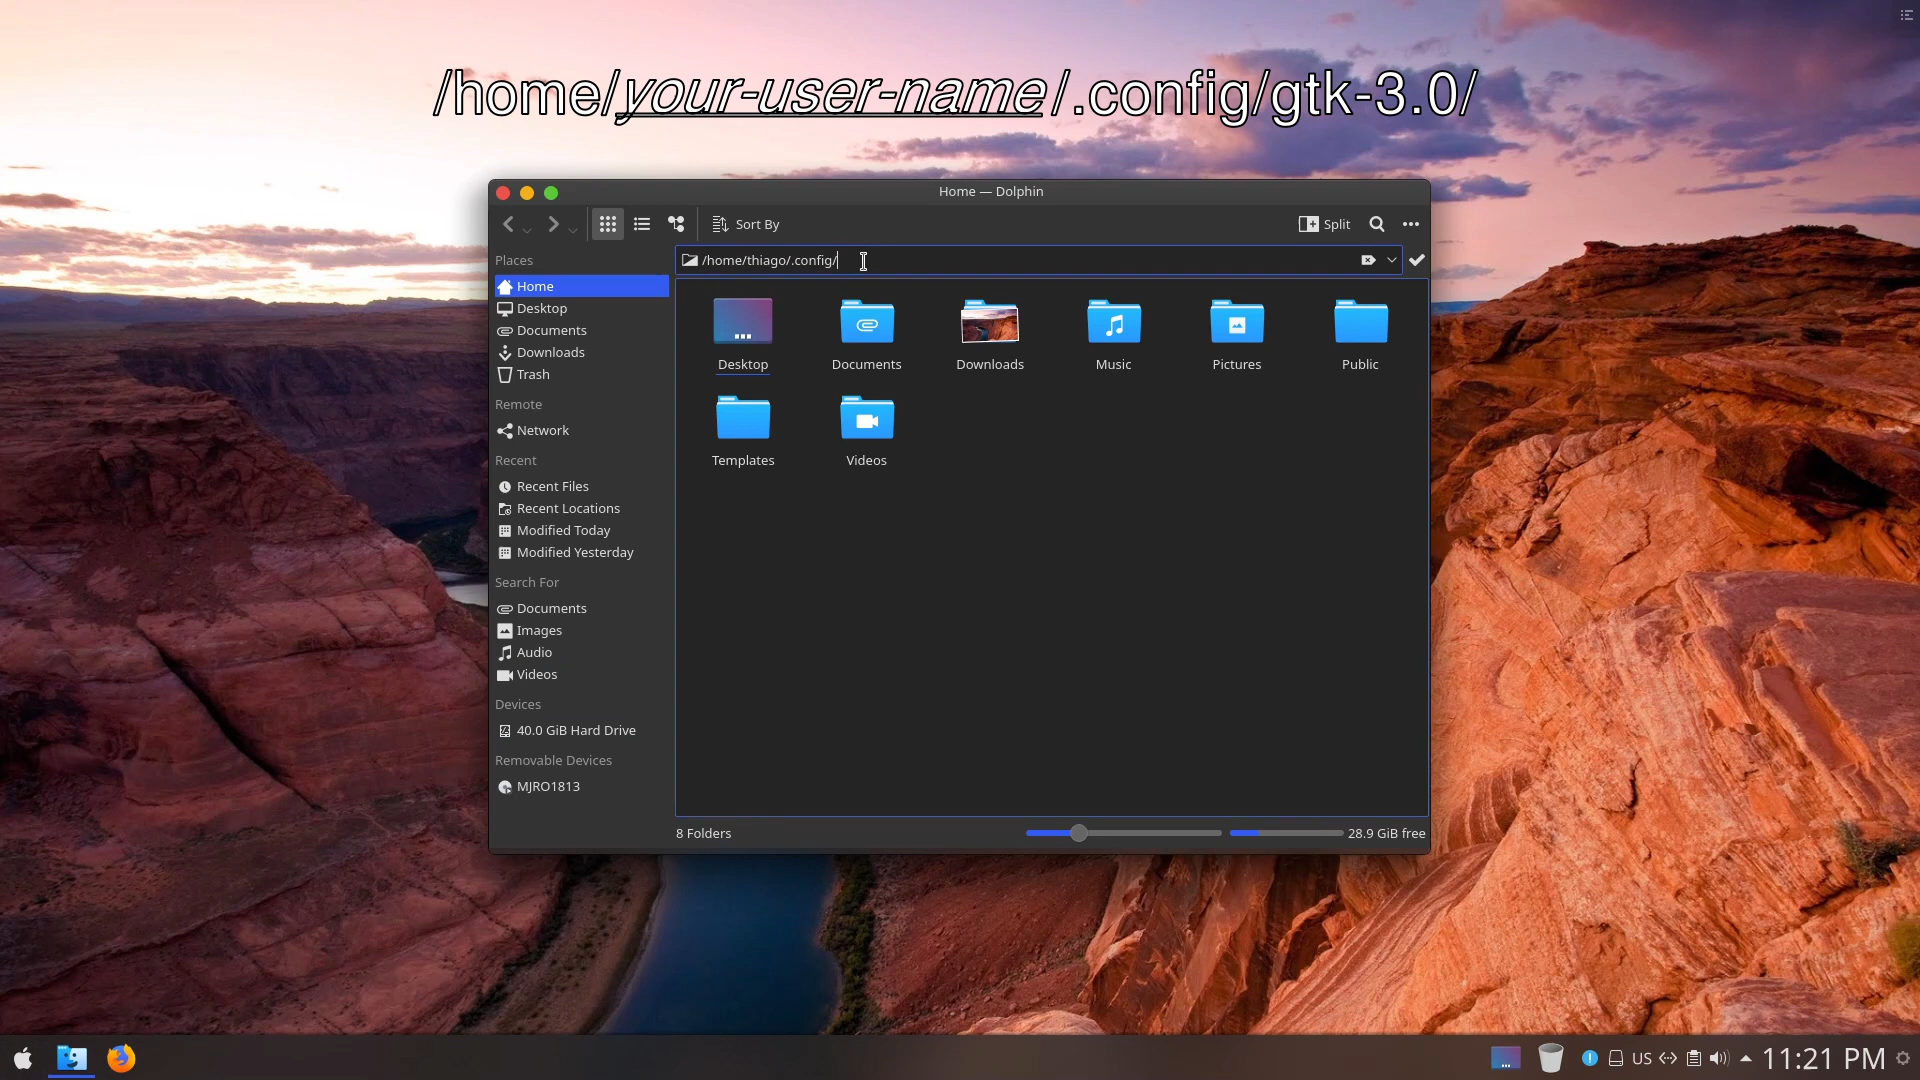 /home/your-user-name/.config/gtk-3.0/
Home — Dolphin
Sort By
Split
/home/thiago/.config/
Places
Home
Desktop
Documents
Downloads
Trash
Remote
Network
Recent
Recent Files
Recent Locations
Modified Today
Modified Yesterday
Search For
Documents
Images
Audio
Videos
Devices
40.0 GiB Hard Drive
Removable Devices
MJRO1813
Desktop
Documents
Downloads
Music
Pictures
Public
Templates
Videos
8 Folders
28.9 GiB free
US
11:21 PM